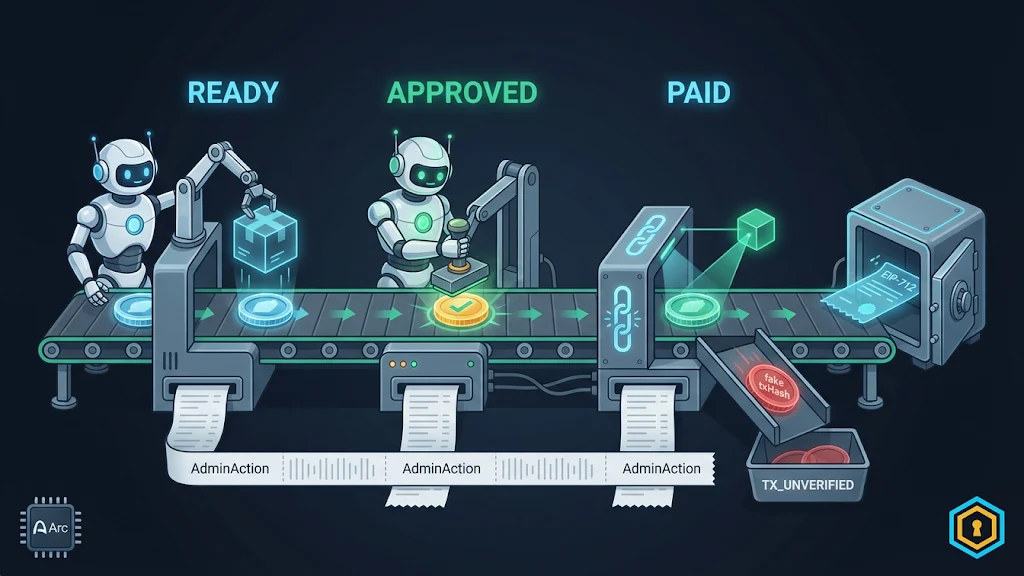 READY
APPROVED
PAID
EIP-712
fake
txHash
AdminAction
AdminAction
AdminAction
TX_UNVERIFIED
Arc